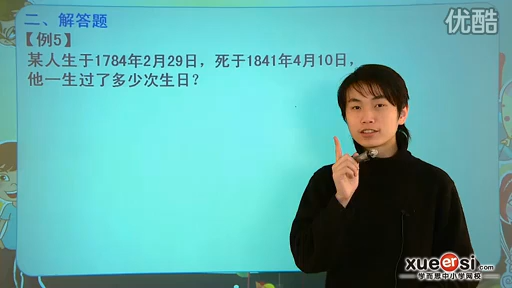 优酷
二、解答题
【例5】
某人生于1784年2月29日，死于1841年4月10日，
他一生过了多少次生日？
xueersi.com
学而思中小学网校